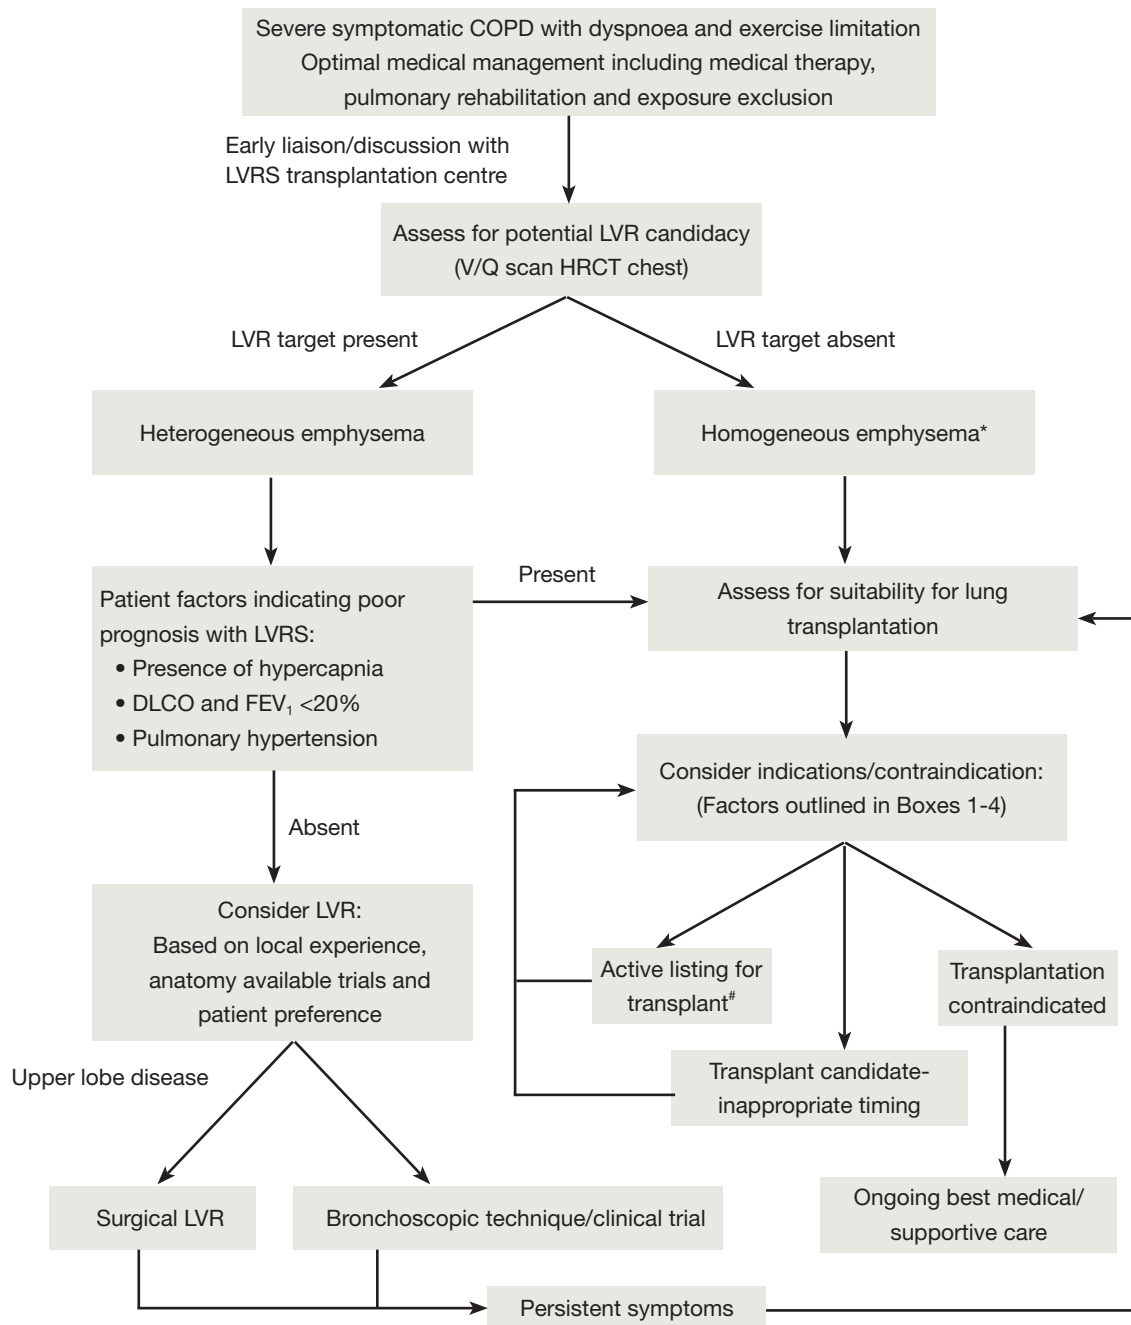 Severe symptomatic COPD with dyspnoea and exercise limitation
Optimal medical management including medical therapy,
pulmonary rehabilitation and exposure exclusion
Early liaison/discussion with
LVRS transplantation centre
Assess for potential LVR candidacy
(V/Q scan HRCT chest)
LVR target present
LVR target absent
Heterogeneous emphysema
Homogeneous emphysema*
Patient factors indicating poor
prognosis with LVRS:
• Presence of hypercapnia
• DLCO and FEV₁ <20%
• Pulmonary hypertension
Present
Assess for suitability for lung
transplantation
Absent
Consider indications/contraindication:
(Factors outlined in Boxes 1-4)
Consider LVR:
Based on local experience,
anatomy available trials and
patient preference
Active listing for
transplant#
Transplantation
contraindicated
Transplant candidate-
inappropriate timing
Upper lobe disease
Surgical LVR
Bronchoscopic technique/clinical trial
Ongoing best medical/
supportive care
Persistent symptoms